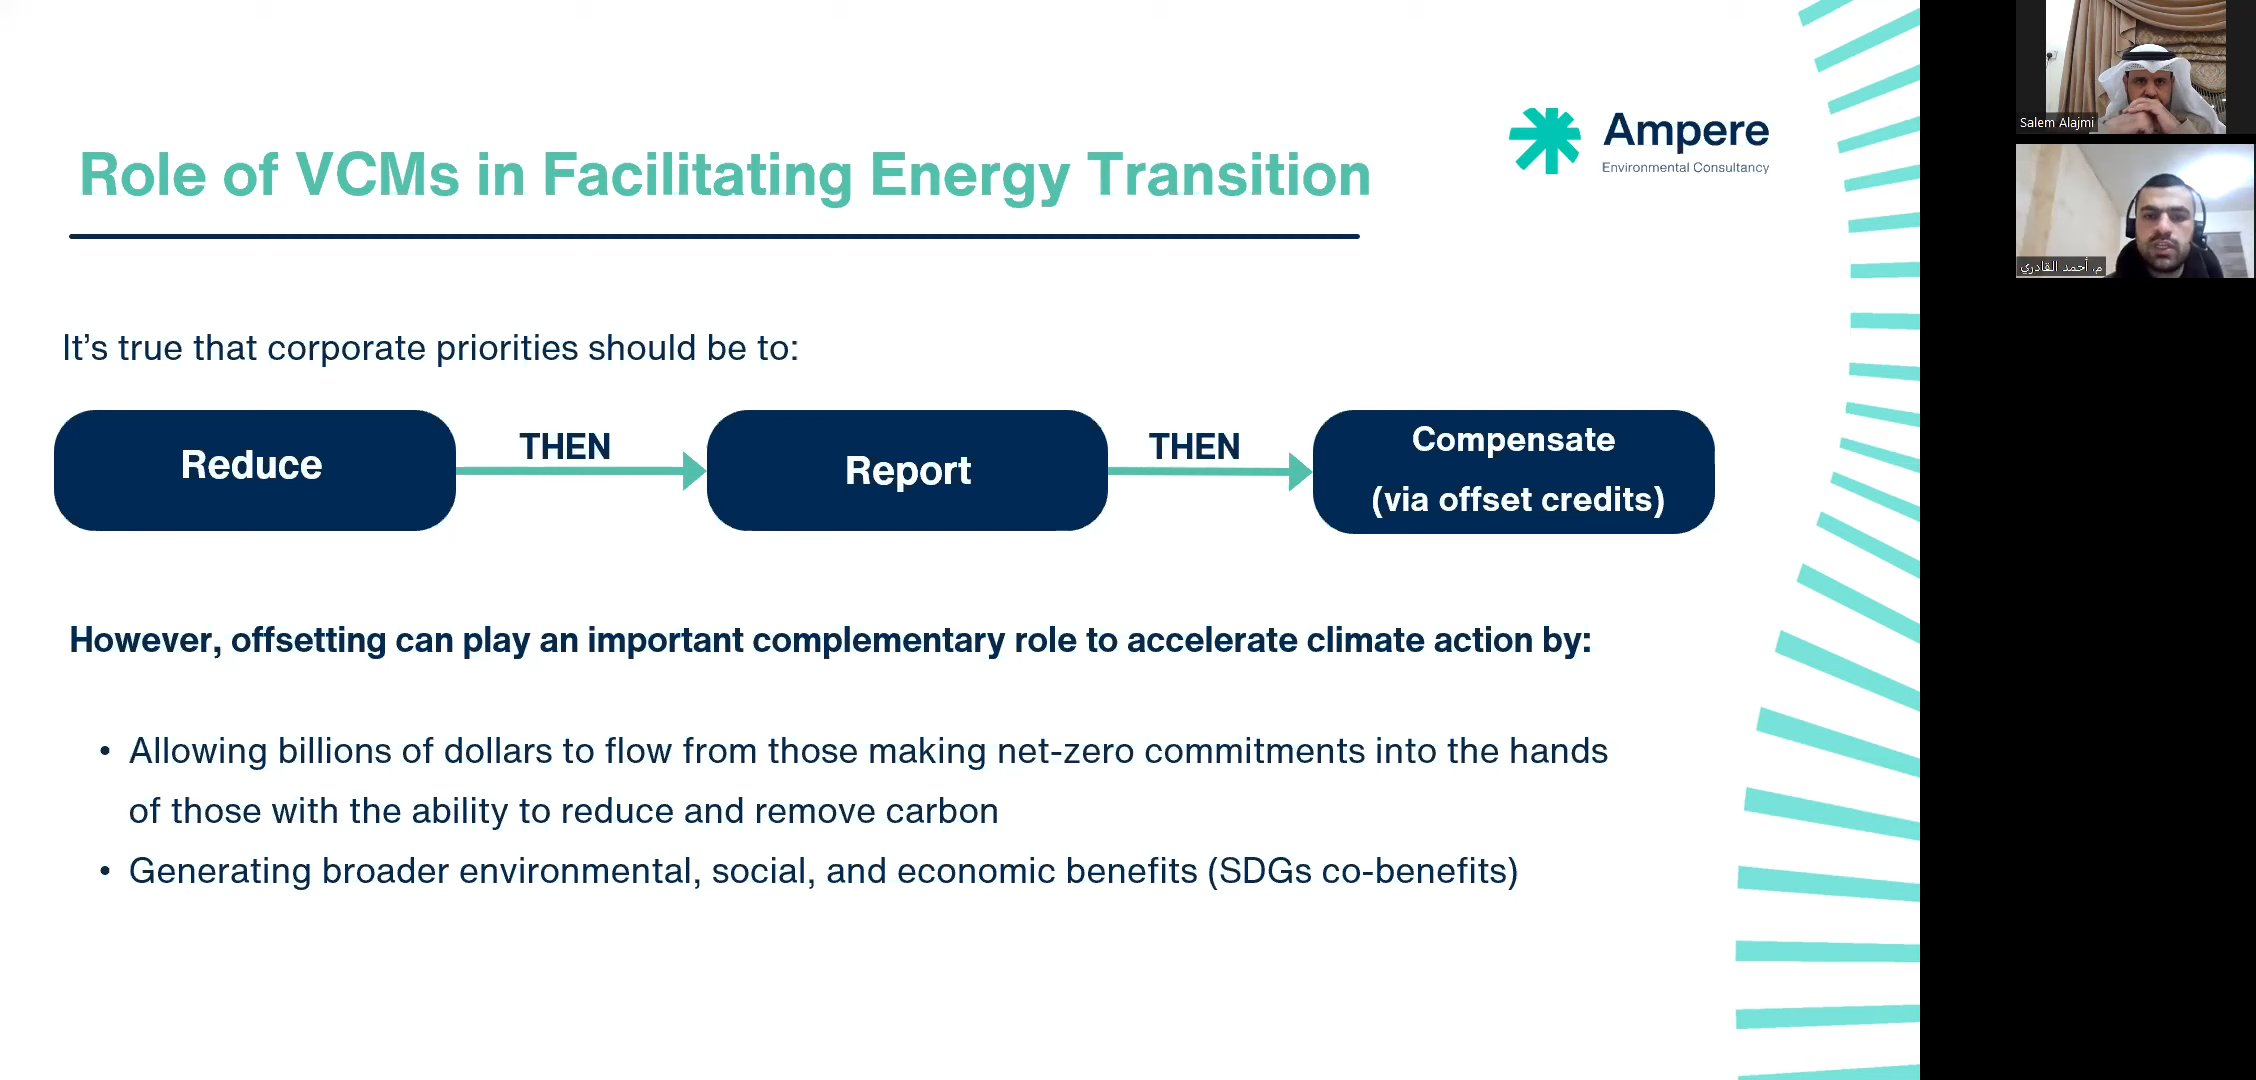 Role of VCMs in Facilitating Energy Transition
Ampere
Environmental Consultancy
It’s true that corporate priorities should be to:
Reduce
THEN
Report
THEN
Compensate
(via offset credits)
However, offsetting can play an important complementary role to accelerate climate action by:
• Allowing billions of dollars to flow from those making net-zero commitments into the hands
of those with the ability to reduce and remove carbon
• Generating broader environmental, social, and economic benefits (SDGs co-benefits)
Salem Alajmi
م. أحمد القادري